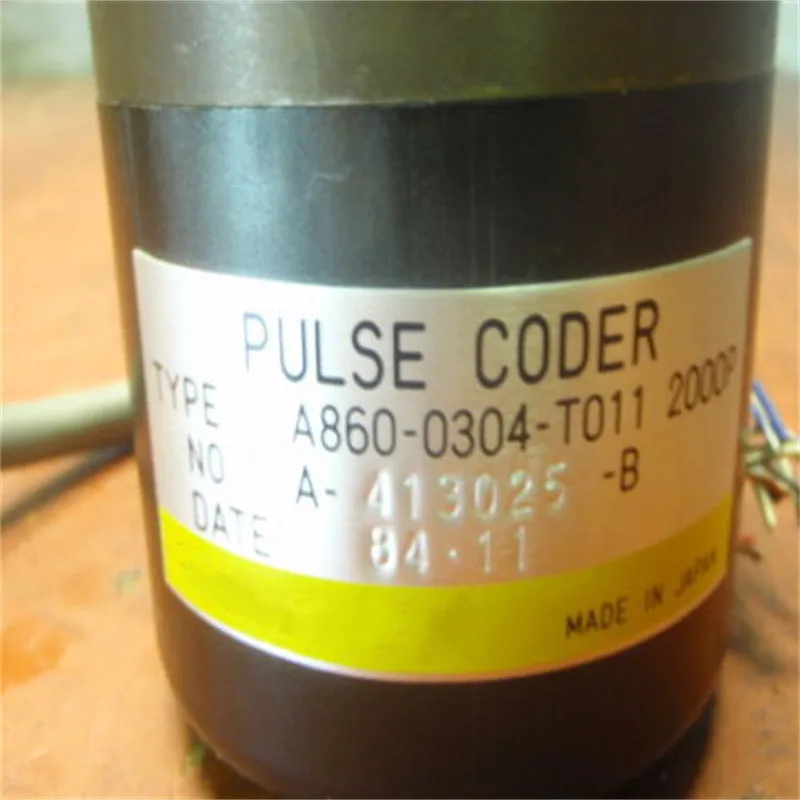 PULSE CODER
TYPE A860-0304-T011 2000P
NO A- 413025 -B
DATE 84·11
MADE IN JAPAN